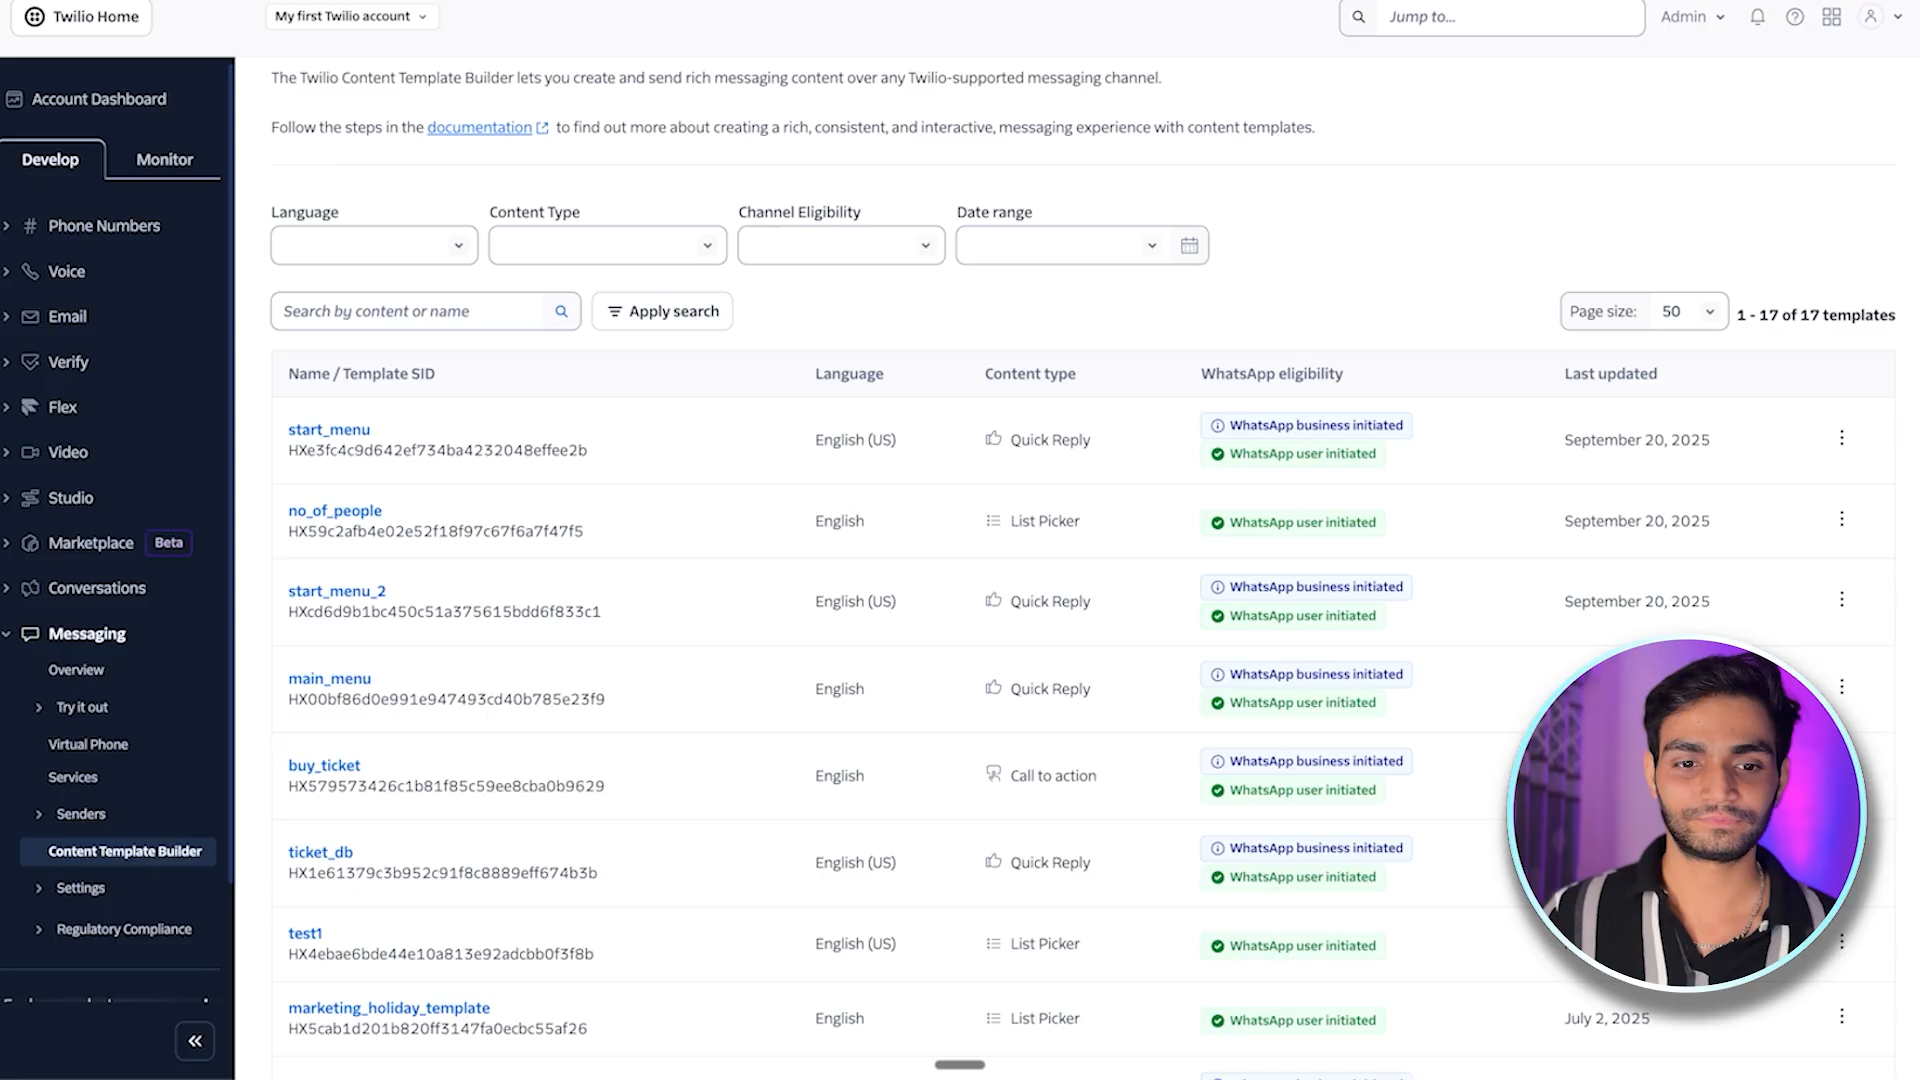 Twilio Home
My first Twilio account
Jump to...
Admin
Account Dashboard
Develop
Monitor
Phone Numbers
Voice
Email
Verify
Flex
Video
Studio
Marketplace Beta
Conversations
Messaging
Overview
Try it out
Virtual Phone
Services
Senders
Content Template Builder
Settings
Regulatory Compliance
The Twilio Content Template Builder lets you create and send rich messaging content over any Twilio-supported messaging channel.
Follow the steps in the documentation to find out more about creating a rich, consistent, and interactive, messaging experience with content templates.
Language Content Type Channel Eligibility Date range
Search by content or name
Apply search
Page size: 50
1 - 17 of 17 templates
Name / Template SID Language Content type WhatsApp eligibility Last updated
start_menu
HXe3fc4c9d642ef734ba4232048effee2b
English (US)
Quick Reply
WhatsApp business initiated
WhatsApp user initiated
September 20, 2025
no_of_people
HX59c2afb4e02e52f18f97c67f6a7f47f5
English
List Picker
WhatsApp user initiated
September 20, 2025
start_menu_2
HXcd6d9b1bc450c51a375615bdd6f833c1
English (US)
Quick Reply
WhatsApp business initiated
WhatsApp user initiated
September 20, 2025
main_menu
HX00bf86d0e991e947493cd40b785e23f9
English
Quick Reply
WhatsApp business initiated
WhatsApp user initiated
buy_ticket
HX579573426c1b81f85c59ee8cba0b9629
English
Call to action
WhatsApp business initiated
WhatsApp user initiated
ticket_db
HX1e61379c3b952c91f8c8889eff674b3b
English (US)
Quick Reply
WhatsApp business initiated
WhatsApp user initiated
test1
HX4ebae6bde44e10a813e92adcbb0f3f8b
English (US)
List Picker
WhatsApp user initiated
marketing_holiday_template
HX5cab1d201b820ff3147fa0ecbc55af26
English
List Picker
WhatsApp user initiated
July 2, 2025